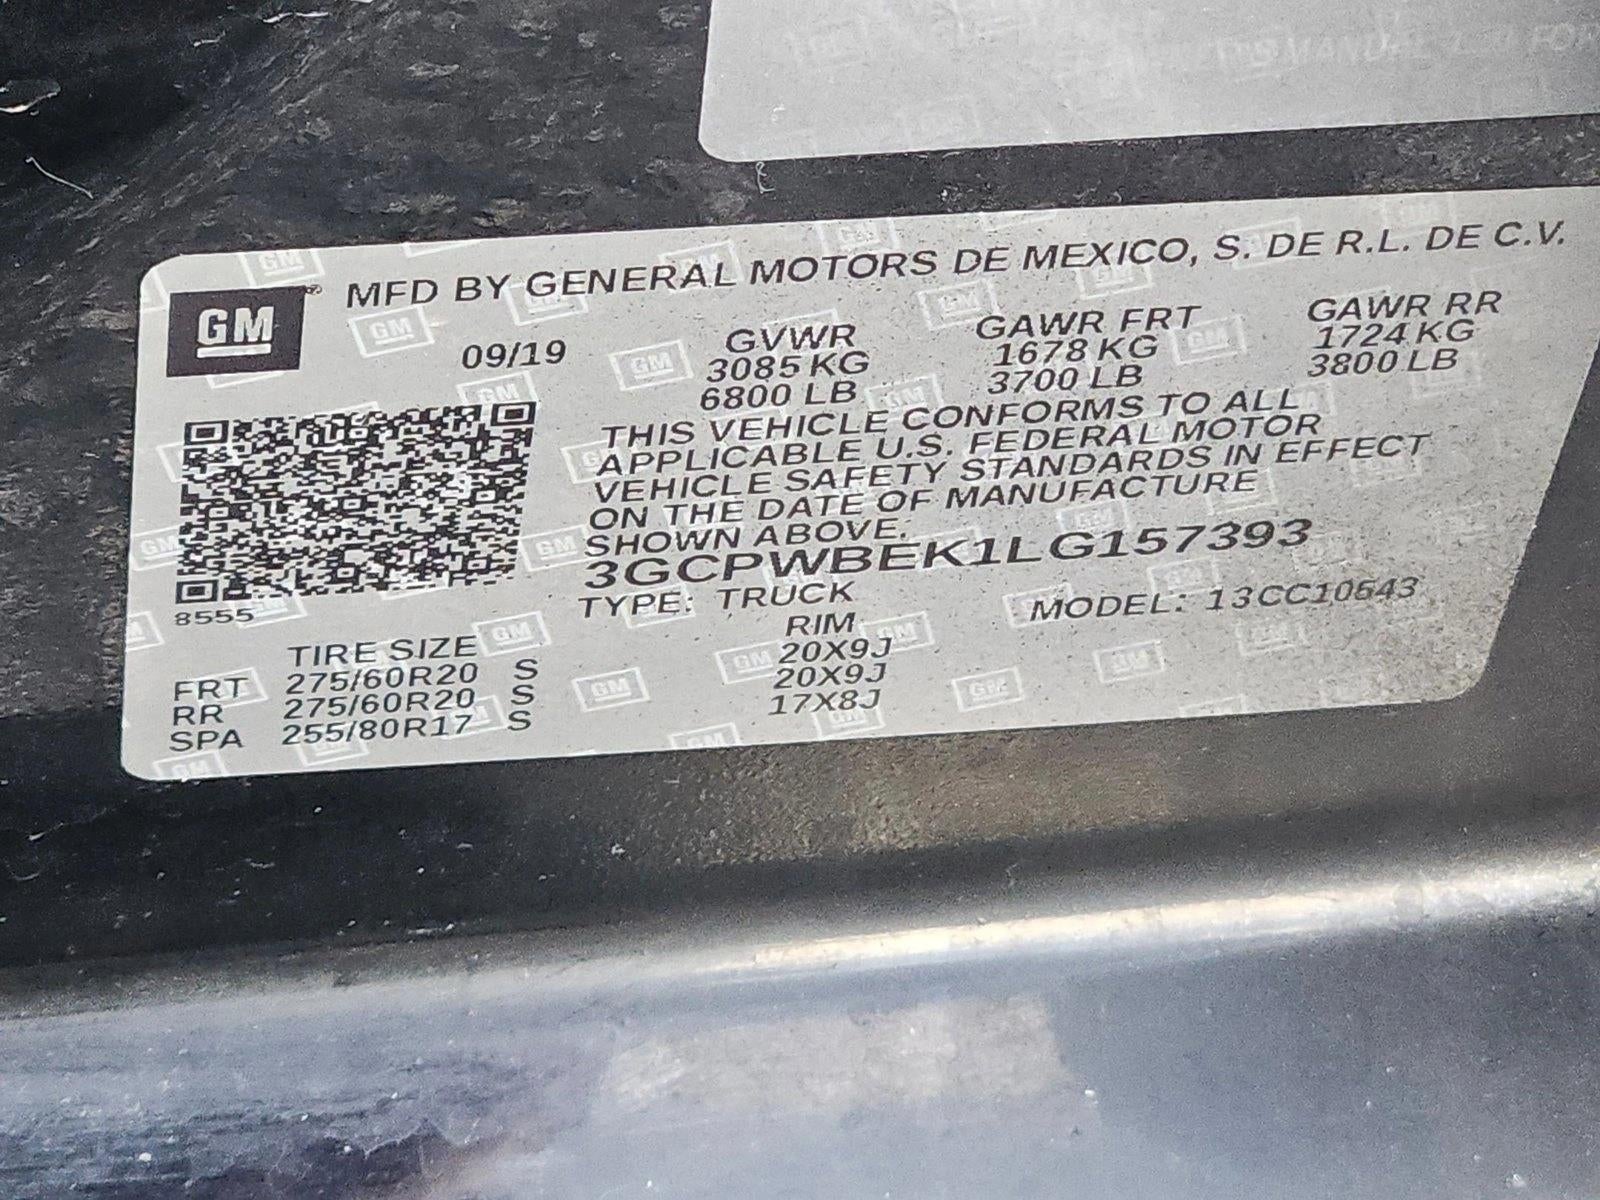 MANUAL
FOR
GM
MFD BY GENERAL MOTORS DE MEXICO, S. DE R.L. DE C.V.
09/19
GVWR GAWR FRT GAWR RR
3085 KG 1678 KG 1724 KG
6800 LB 3700 LB 3800 LB
THIS VEHICLE CONFORMS TO ALL
APPLICABLE U.S. FEDERAL MOTOR
VEHICLE SAFETY STANDARDS IN EFFECT
ON THE DATE OF MANUFACTURE
SHOWN ABOVE.
3GCPWBEK1LG157393
8555
TYPE: TRUCK MODEL: 13CC10543
TIRE SIZE RIM
FRT 275/60R20 S 20X9J
RR 275/60R20 S 20X9J
SPA 255/80R17 S 17X8J